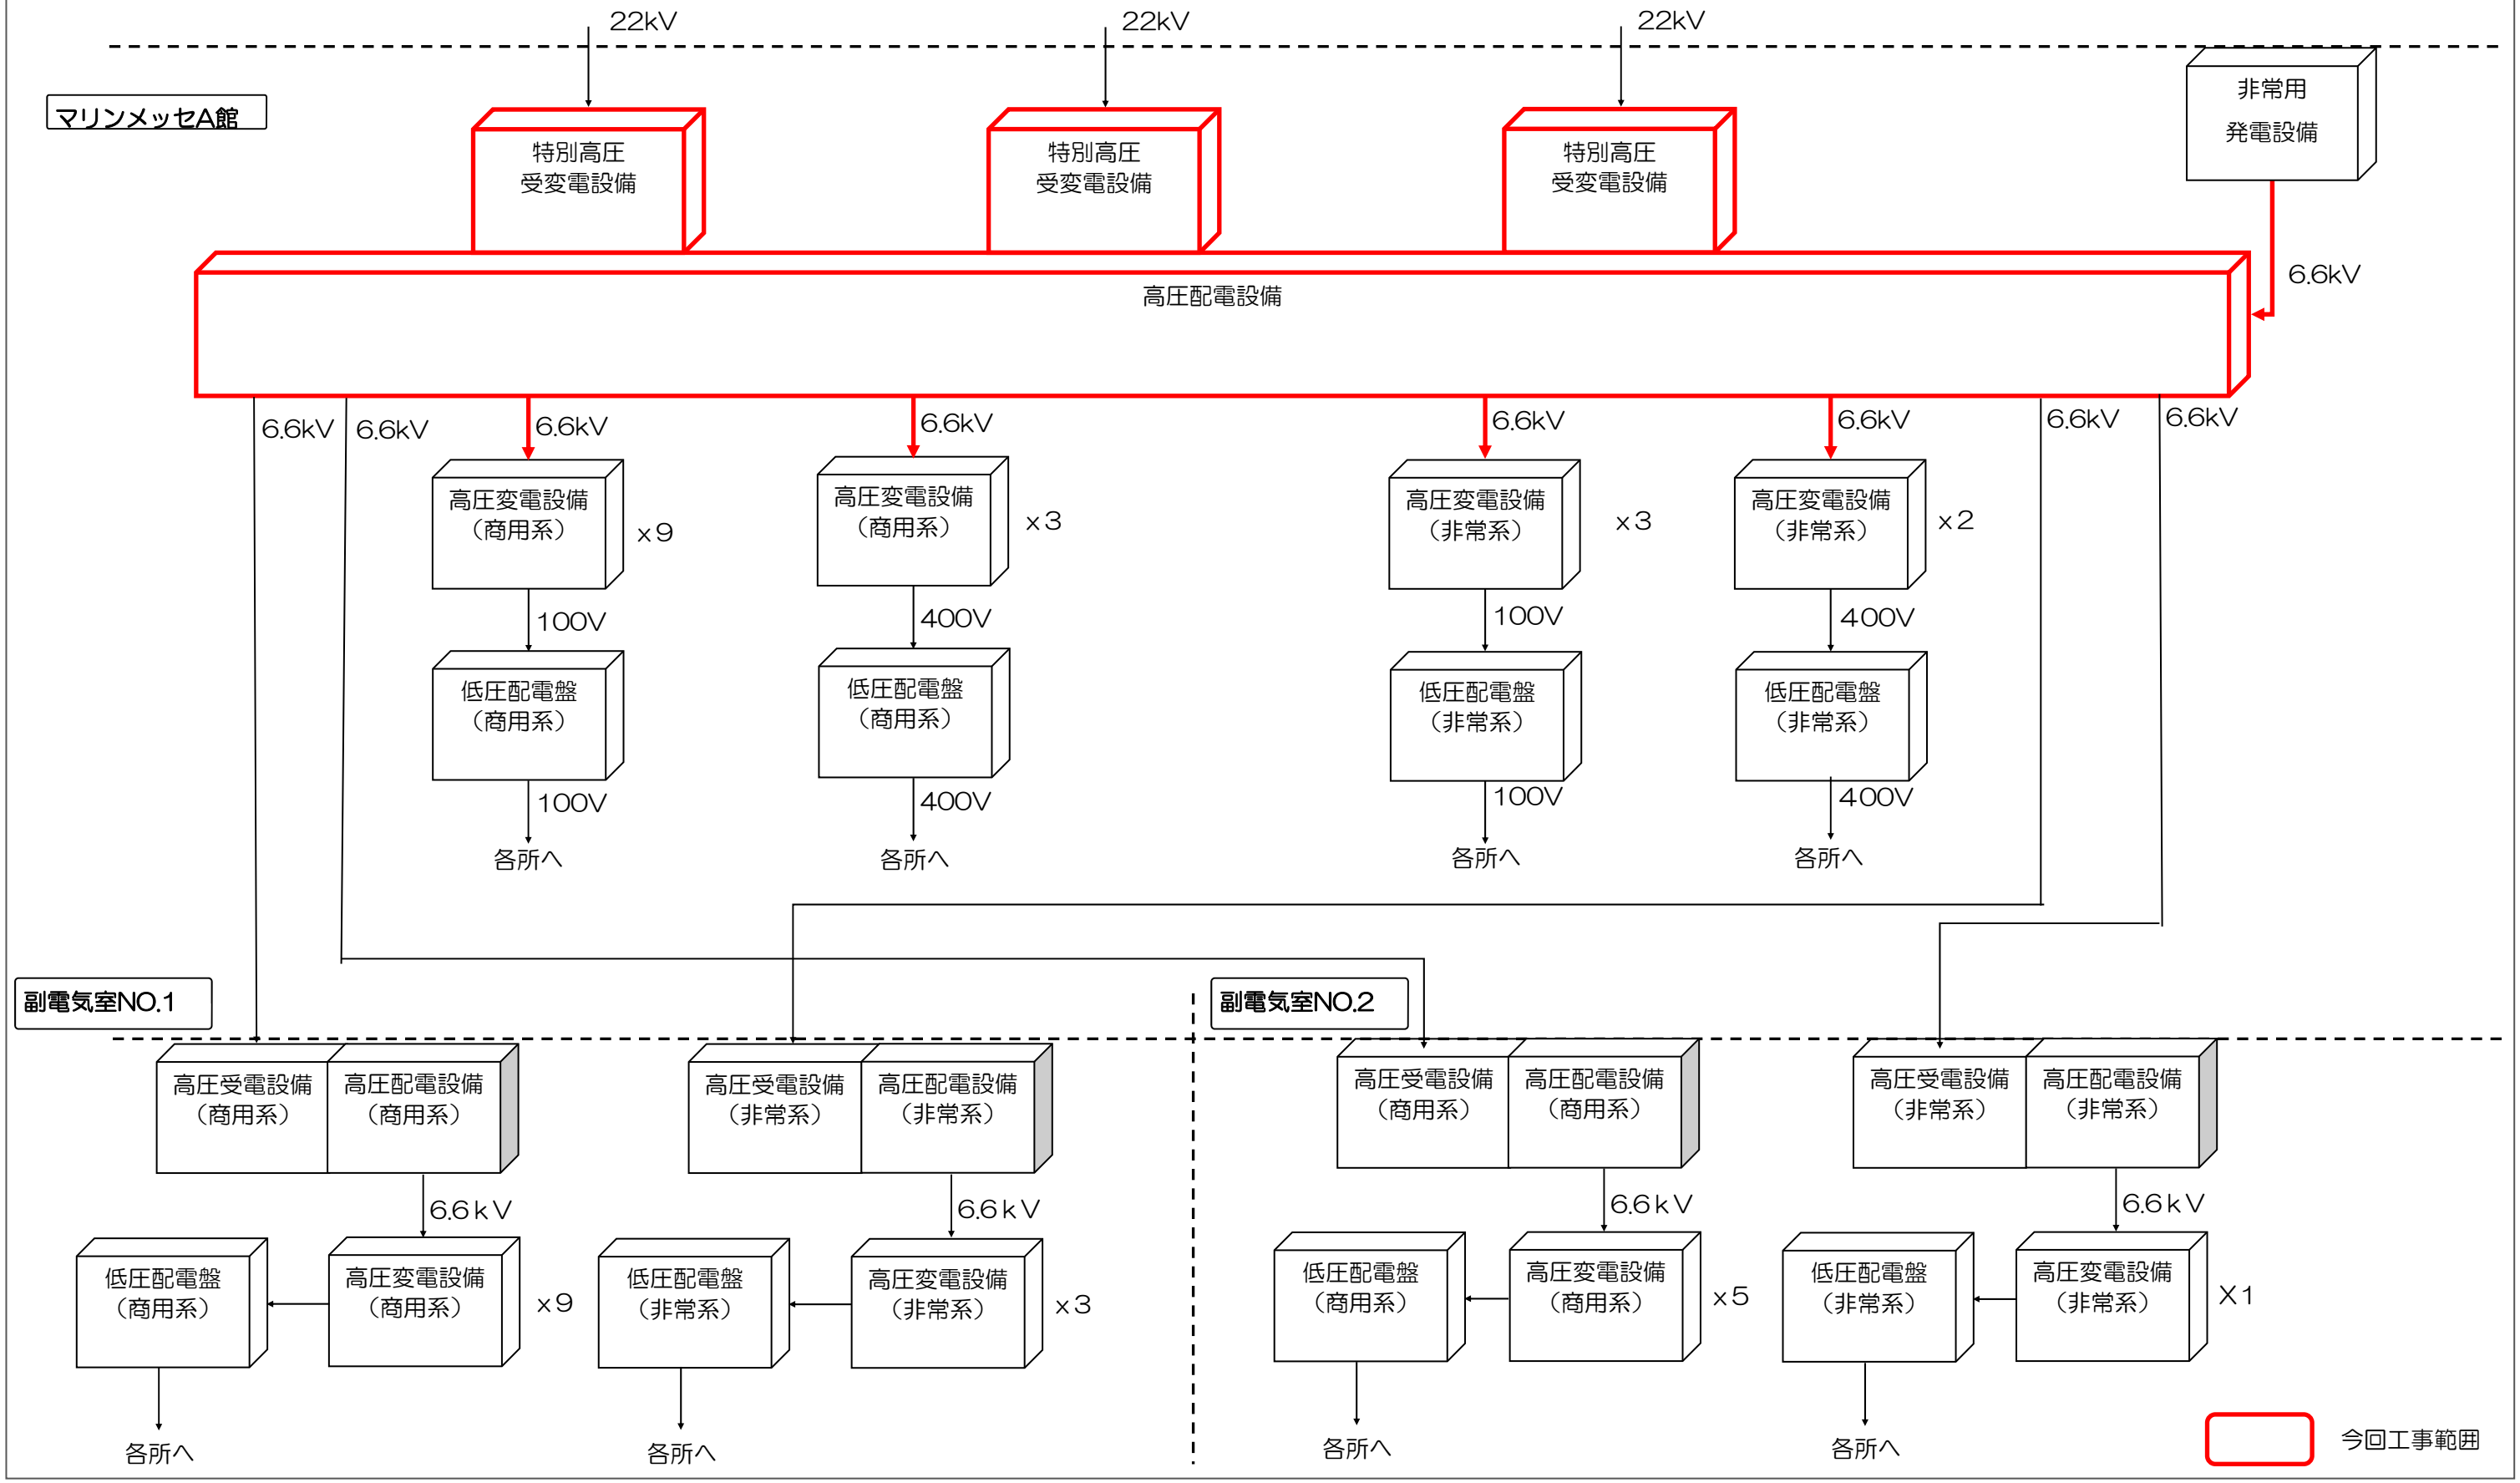 22kV
22kV
22kV
マリンメッセA館
特別高圧
受変電設備
特別高圧
受変電設備
特別高圧
受変電設備
非常用
発電設備
6.6kV
高圧配電設備
6.6kV
6.6kV
6.6kV
6.6kV
6.6kV
6.6kV
6.6kV
6.6kV
高圧変電設備
（商用系）
x9
高圧変電設備
（商用系）
x3
高圧変電設備
（非常系）
x3
高圧変電設備
（非常系）
x2
100V
400V
100V
400V
低圧配電盤
（商用系）
低圧配電盤
（商用系）
低圧配電盤
（非常系）
低圧配電盤
（非常系）
100V
400V
100V
400V
各所へ
各所へ
各所へ
各所へ
副電気室NO.1
副電気室NO.2
高圧受電設備
（商用系）
高圧配電設備
（商用系）
高圧受電設備
（非常系）
高圧配電設備
（非常系）
高圧受電設備
（商用系）
高圧配電設備
（商用系）
高圧受電設備
（非常系）
高圧配電設備
（非常系）
6.6kV
6.6kV
6.6kV
6.6kV
低圧配電盤
（商用系）
高圧変電設備
（商用系）
x9
低圧配電盤
（非常系）
高圧変電設備
（非常系）
x3
低圧配電盤
（商用系）
高圧変電設備
（商用系）
x5
低圧配電盤
（非常系）
高圧変電設備
（非常系）
X1
各所へ
各所へ
各所へ
各所へ
今回工事範囲